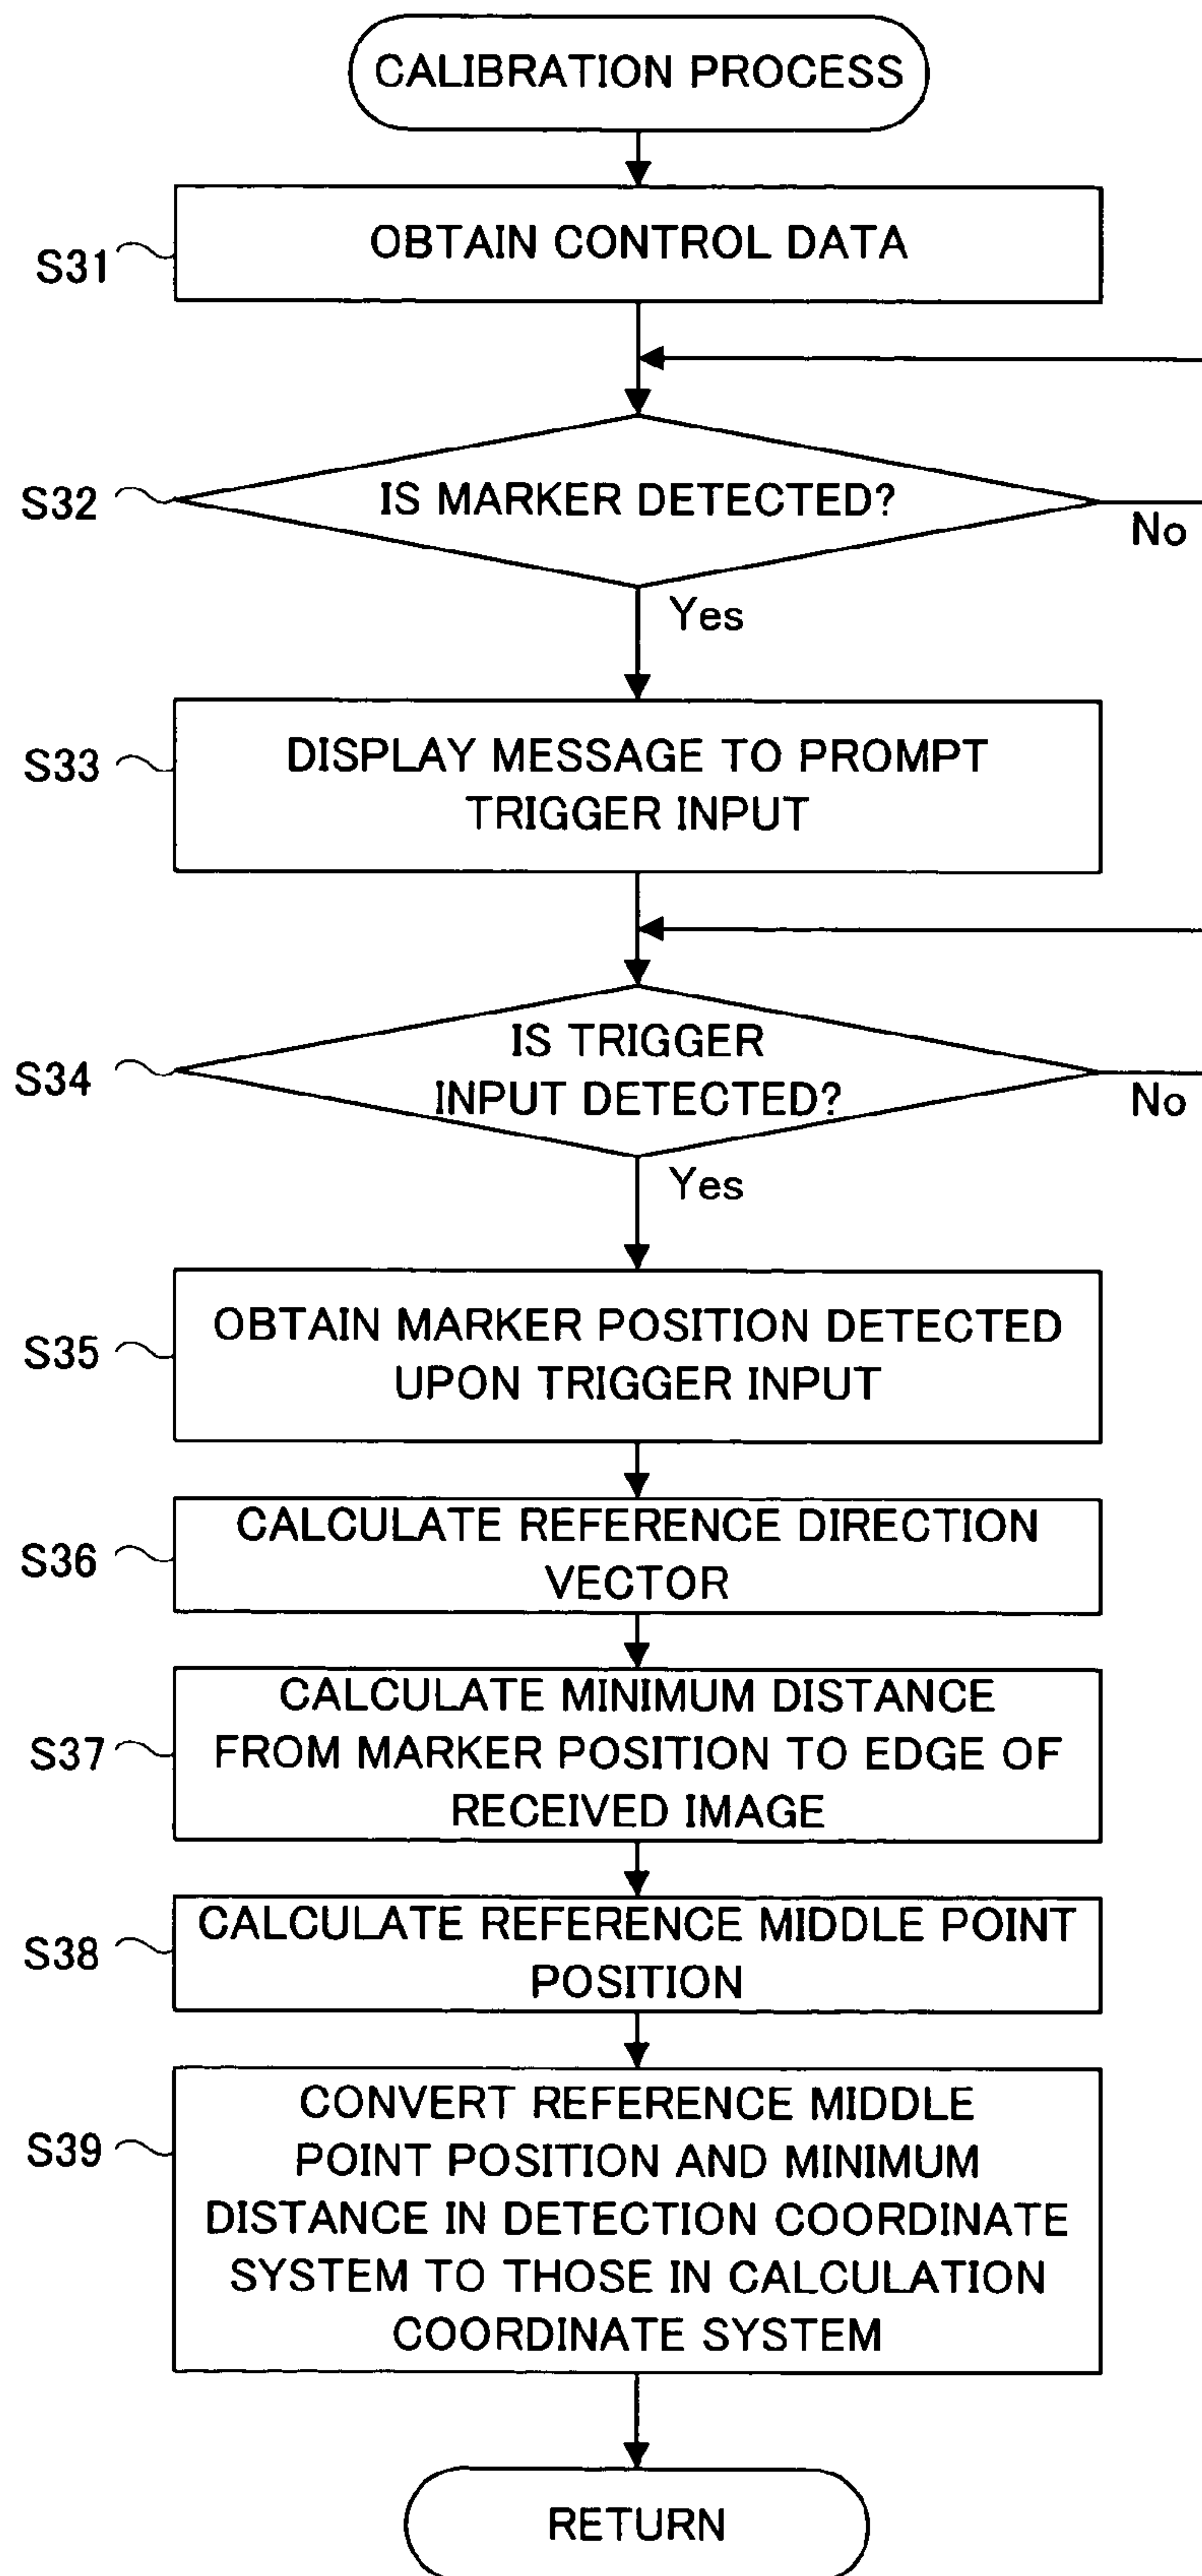 CALIBRATION PROCESS
S31
OBTAIN CONTROL DATA
S32
IS MARKER DETECTED?
No
Yes
S33
DISPLAY MESSAGE TO PROMPT
TRIGGER INPUT
S34
IS TRIGGER
INPUT DETECTED?
No
Yes
S35
OBTAIN MARKER POSITION DETECTED
UPON TRIGGER INPUT
S36
CALCULATE REFERENCE DIRECTION
VECTOR
S37
CALCULATE MINIMUM DISTANCE
FROM MARKER POSITION TO EDGE OF
RECEIVED IMAGE
S38
CALCULATE REFERENCE MIDDLE POINT
POSITION
S39
CONVERT REFERENCE MIDDLE
POINT POSITION AND MINIMUM
DISTANCE IN DETECTION COORDINATE
SYSTEM TO THOSE IN CALCULATION
COORDINATE SYSTEM
RETURN